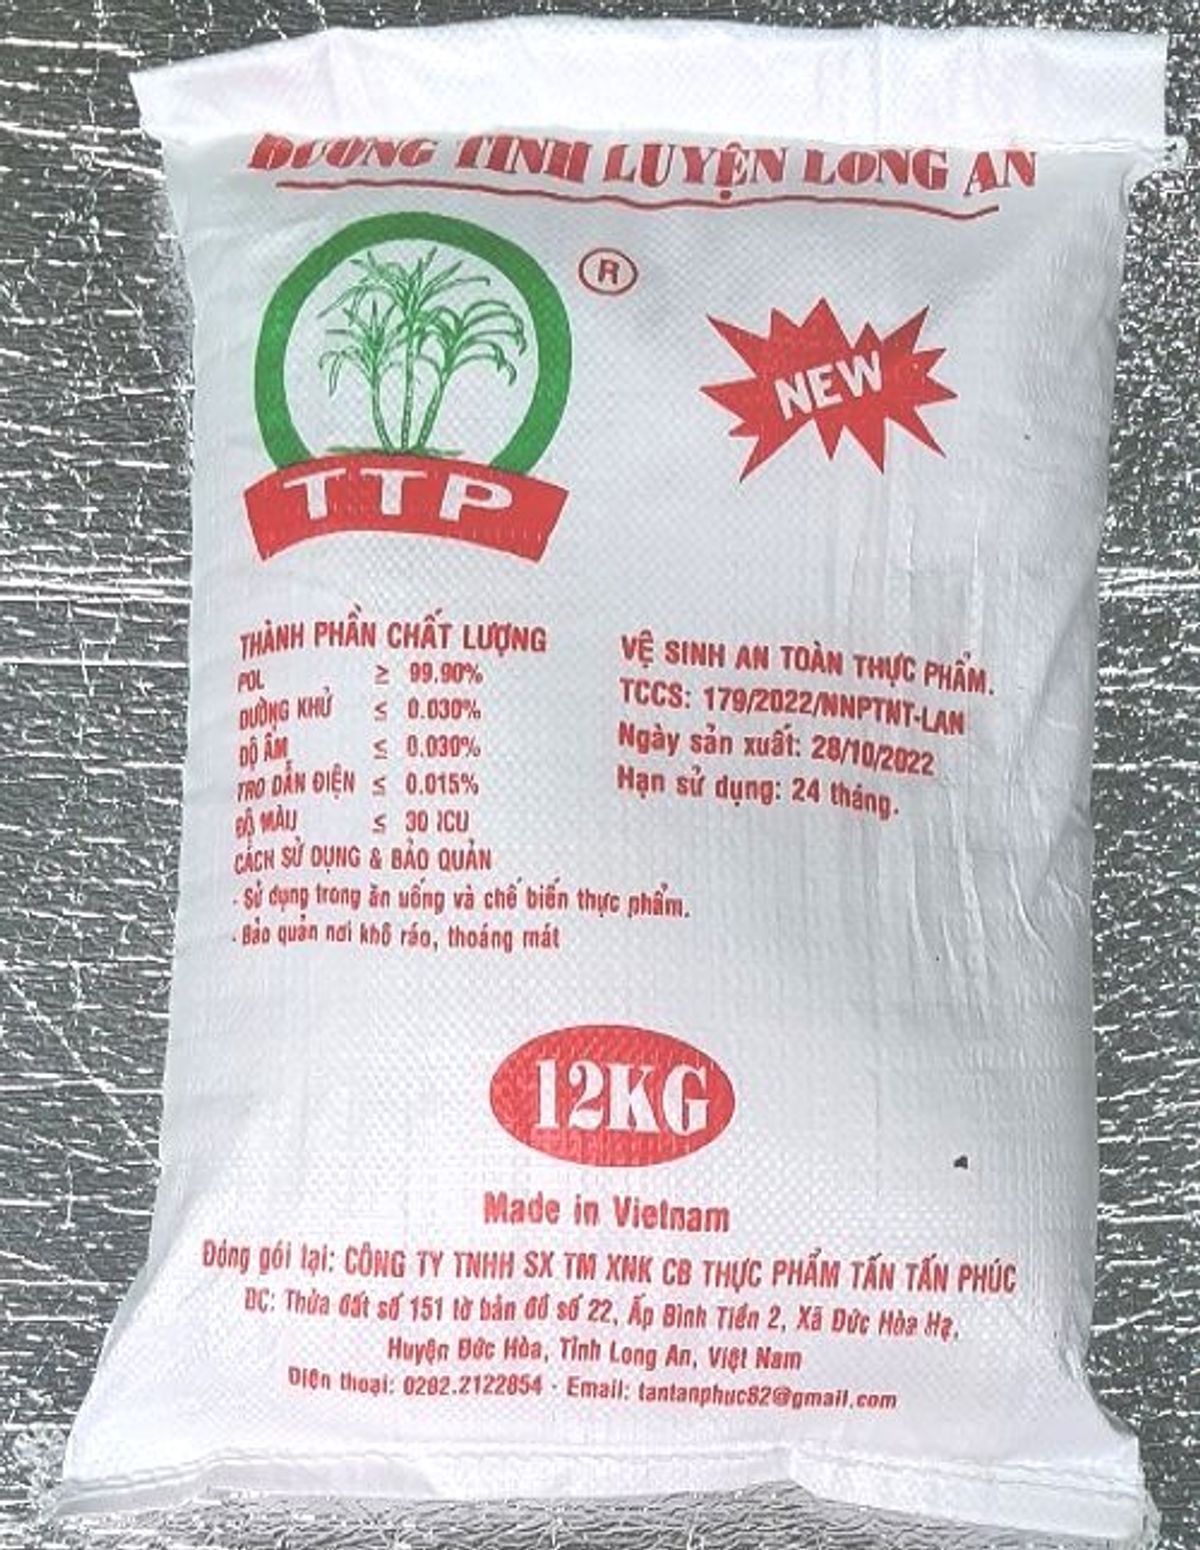 ĐƯỜNG TINH LUYỆN LONG AN
®
NEW
TTP
THÀNH PHẦN CHẤT LƯỢNG
POL ≥ 99.90%
ĐƯỜNG KHỬ ≤ 0.030%
ĐỘ ẨM ≤ 0.030%
TRO DẪN ĐIỆN ≤ 0.015%
ĐỘ MÀU ≤ 30 ICU
CÁCH SỬ DỤNG & BẢO QUẢN
- Sử dụng trong ăn uống và chế biến thực phẩm.
- Bảo quản nơi khô ráo, thoáng mát
VỆ SINH AN TOÀN THỰC PHẨM.
TCCS: 179/2022/NNPTNT-LAN
Ngày sản xuất: 28/10/2022
Hạn sử dụng: 24 tháng.
12KG
Made in Vietnam
Đóng gói lại: CÔNG TY TNHH SX TM XNK CB THỰC PHẨM TẤN TẤN PHÚC
ĐC: Thửa đất số 151 tờ bản đồ số 22, Ấp Bình Tiền 2, Xã Đức Hòa Hạ,
Huyện Đức Hòa, Tỉnh Long An, Việt Nam
Điện thoại: 0282.2122854 - Email: tantanphuc82@gmail.com